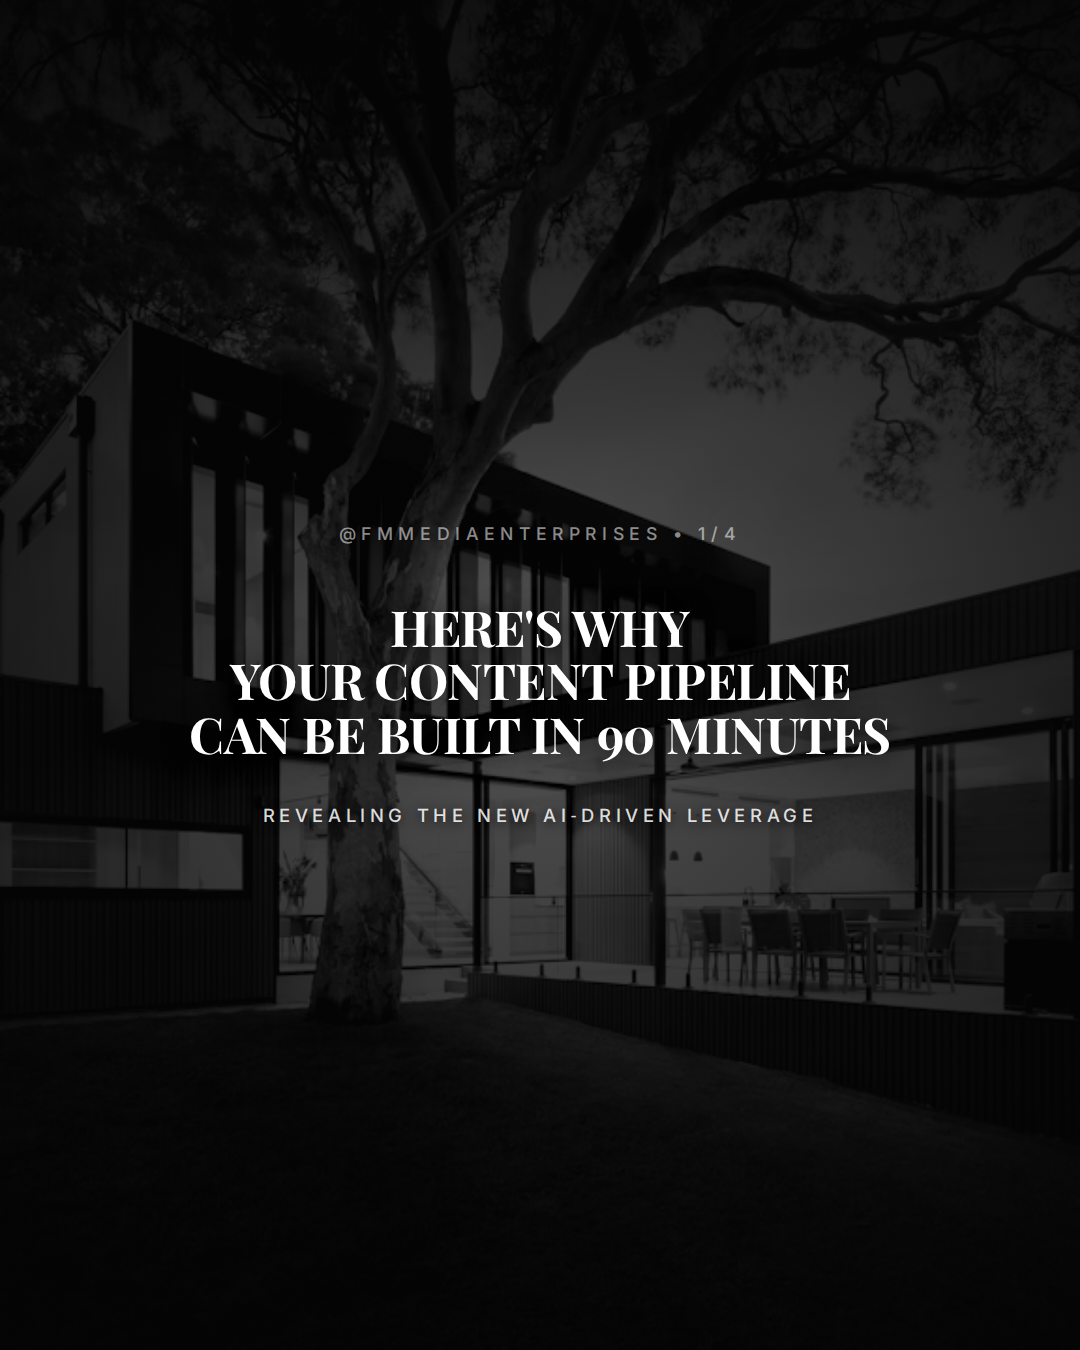 @FMMEDIAENTERPRISES • 1/4
HERE'S WHY
YOUR CONTENT PIPELINE
CAN BE BUILT IN 90 MINUTES
REVEALING THE NEW AI-DRIVEN LEVERAGE